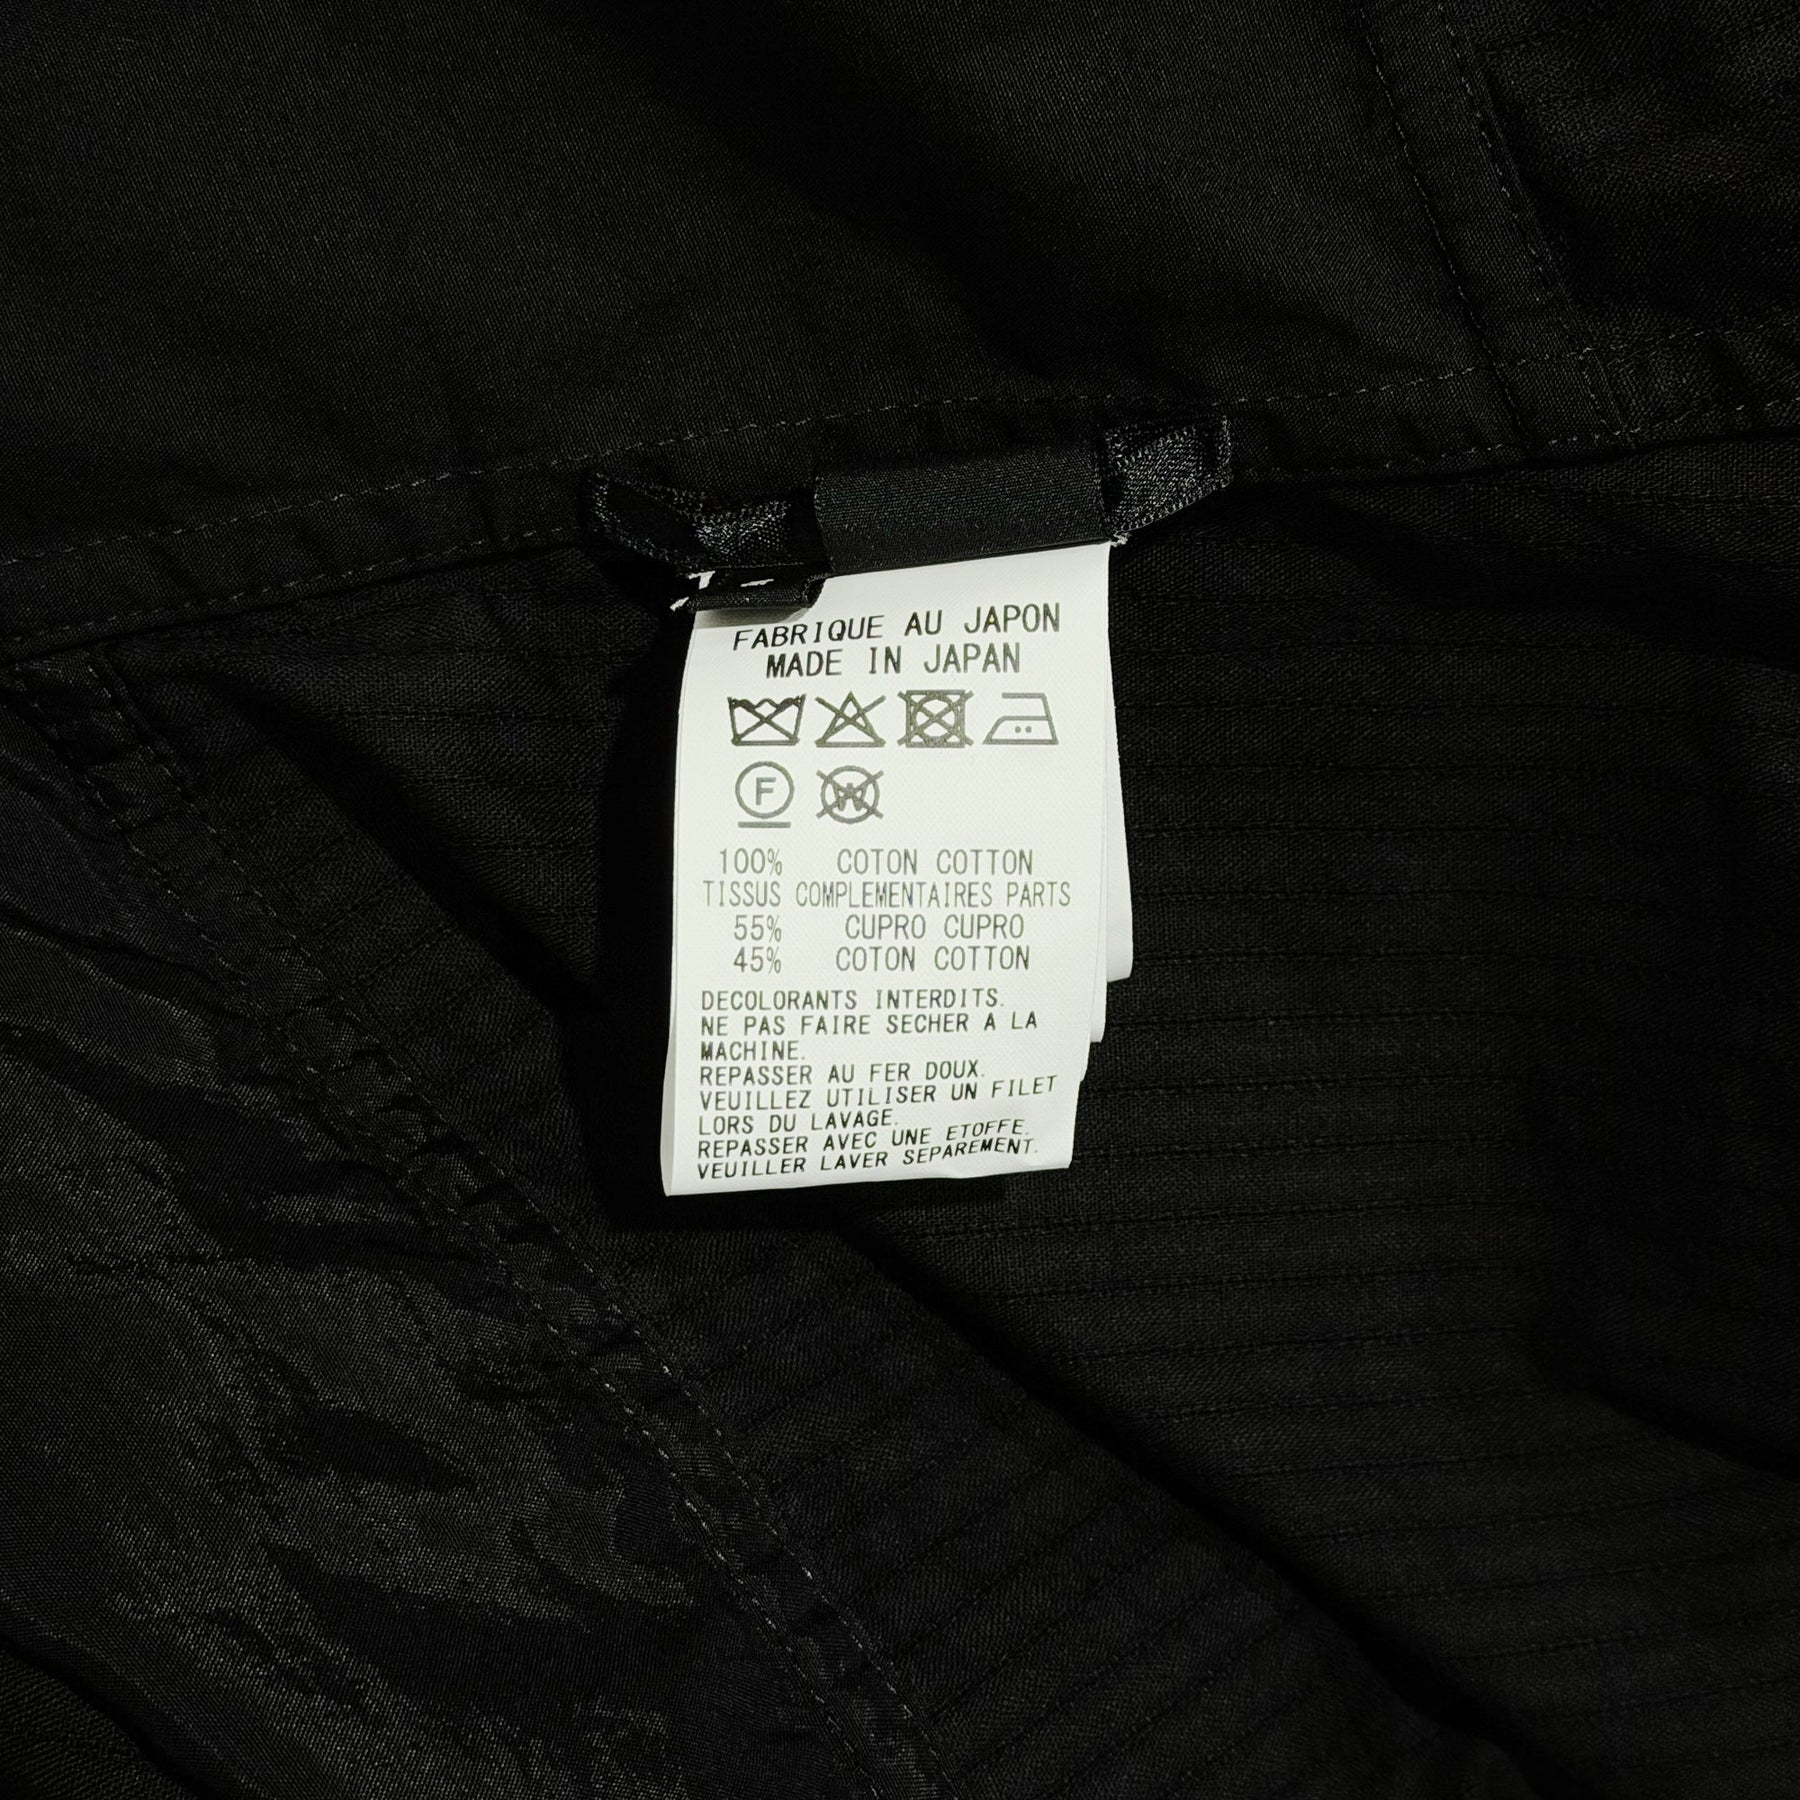 FABRIQUE AU JAPON
MADE IN JAPAN
F W
100% COTON COTTON
TISSUS COMPLEMENTAIRES PARTS
55% CUPRO CUPRO
45% COTON COTTON
DECOLORANTS INTERDITS.
NE PAS FAIRE SECHER A LA
MACHINE.
REPASSER AU FER DOUX.
VEUILLEZ UTILISER UN FILET
LORS DU LAVAGE.
REPASSER AVEC UNE ETOFFE.
VEUILLER LAVER SEPAREMENT.